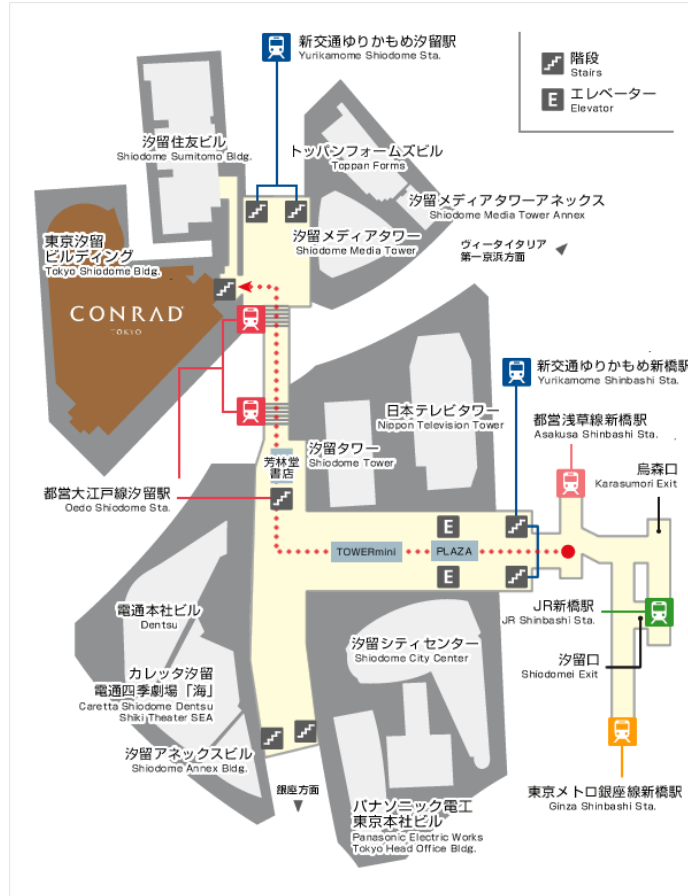 新交通ゆりかもめ汐留駅
Yurikamome Shiodome Sta.
階段
Stairs
E
エレベーター
Elevator
汐留住友ビル
Shiodome Sumitomo Bldg.
トッパンフォームズビル
Toppan Forms
汐留メディアタワーアネックス
Shiodome Media Tower Annex
汐留メディアタワー
Shiodome Media Tower
東京汐留
ビルディング
Tokyo Shiodome Bldg.
ヴィータイタリア
第一京浜方面
CONRAD
TOKYO
新交通ゆりかもめ新橋駅
Yurikamome Shinbashi Sta.
日本テレビタワー
Nippon Television Tower
都営浅草線新橋駅
Asakusa Shinbashi Sta.
汐留タワー
Shiodome Tower
芳林堂
書店
烏森口
Karasumori Exit
都営大江戸線汐留駅
Oedo Shiodome Sta.
E
TOWERmini
PLAZA
E
電通本社ビル
Dentsu
JR新橋駅
JR Shinbashi Sta.
汐留シティセンター
Shiodome City Center
汐留口
Shiodomei Exit
カレッタ汐留
電通四季劇場「海」
Caretta Shiodome Dentsu
Shiki Theater SEA
汐留アネックスビル
Shiodome Annex Bldg.
銀座方面
パナソニック電工
東京本社ビル
Panasonic Electric Works
Tokyo Head Office Bldg.
東京メトロ銀座線新橋駅
Ginza Shinbashi Sta.